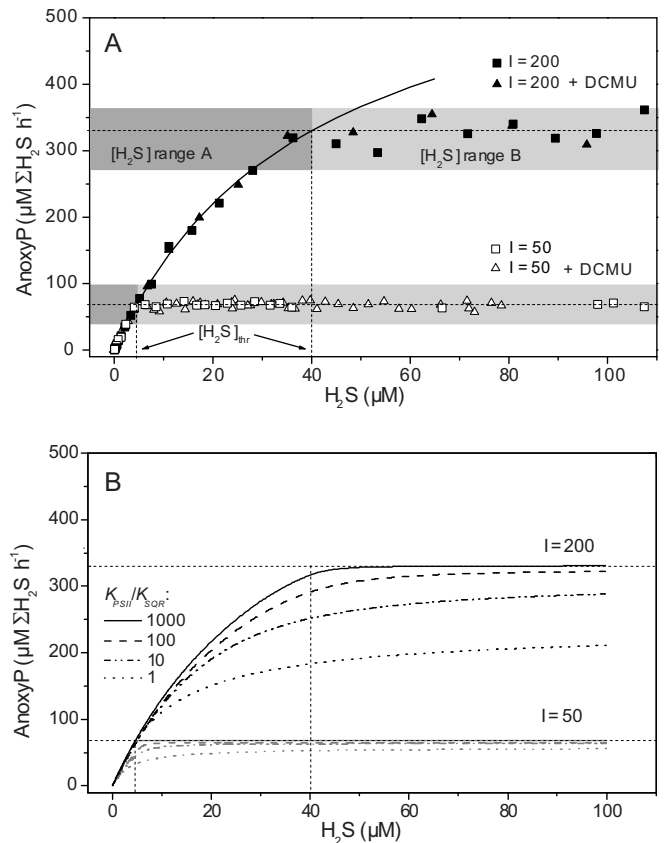 A
500
400
300
200
100
0
AnoxyP (µM ΣH₂S h⁻¹)
■ I = 200
▲ I = 200 + DCMU
[H₂S] range A
[H₂S] range B
□ I = 50
△ I = 50 + DCMU
[H₂S]thr
0 20 40 60 80 100
H₂S (µM)
B
500
400
300
200
100
0
AnoxyP (µM ΣH₂S h⁻¹)
I = 200
K_PSII/K_SQR:
1000
100
10
1
I = 50
0 20 40 60 80 100
H₂S (µM)